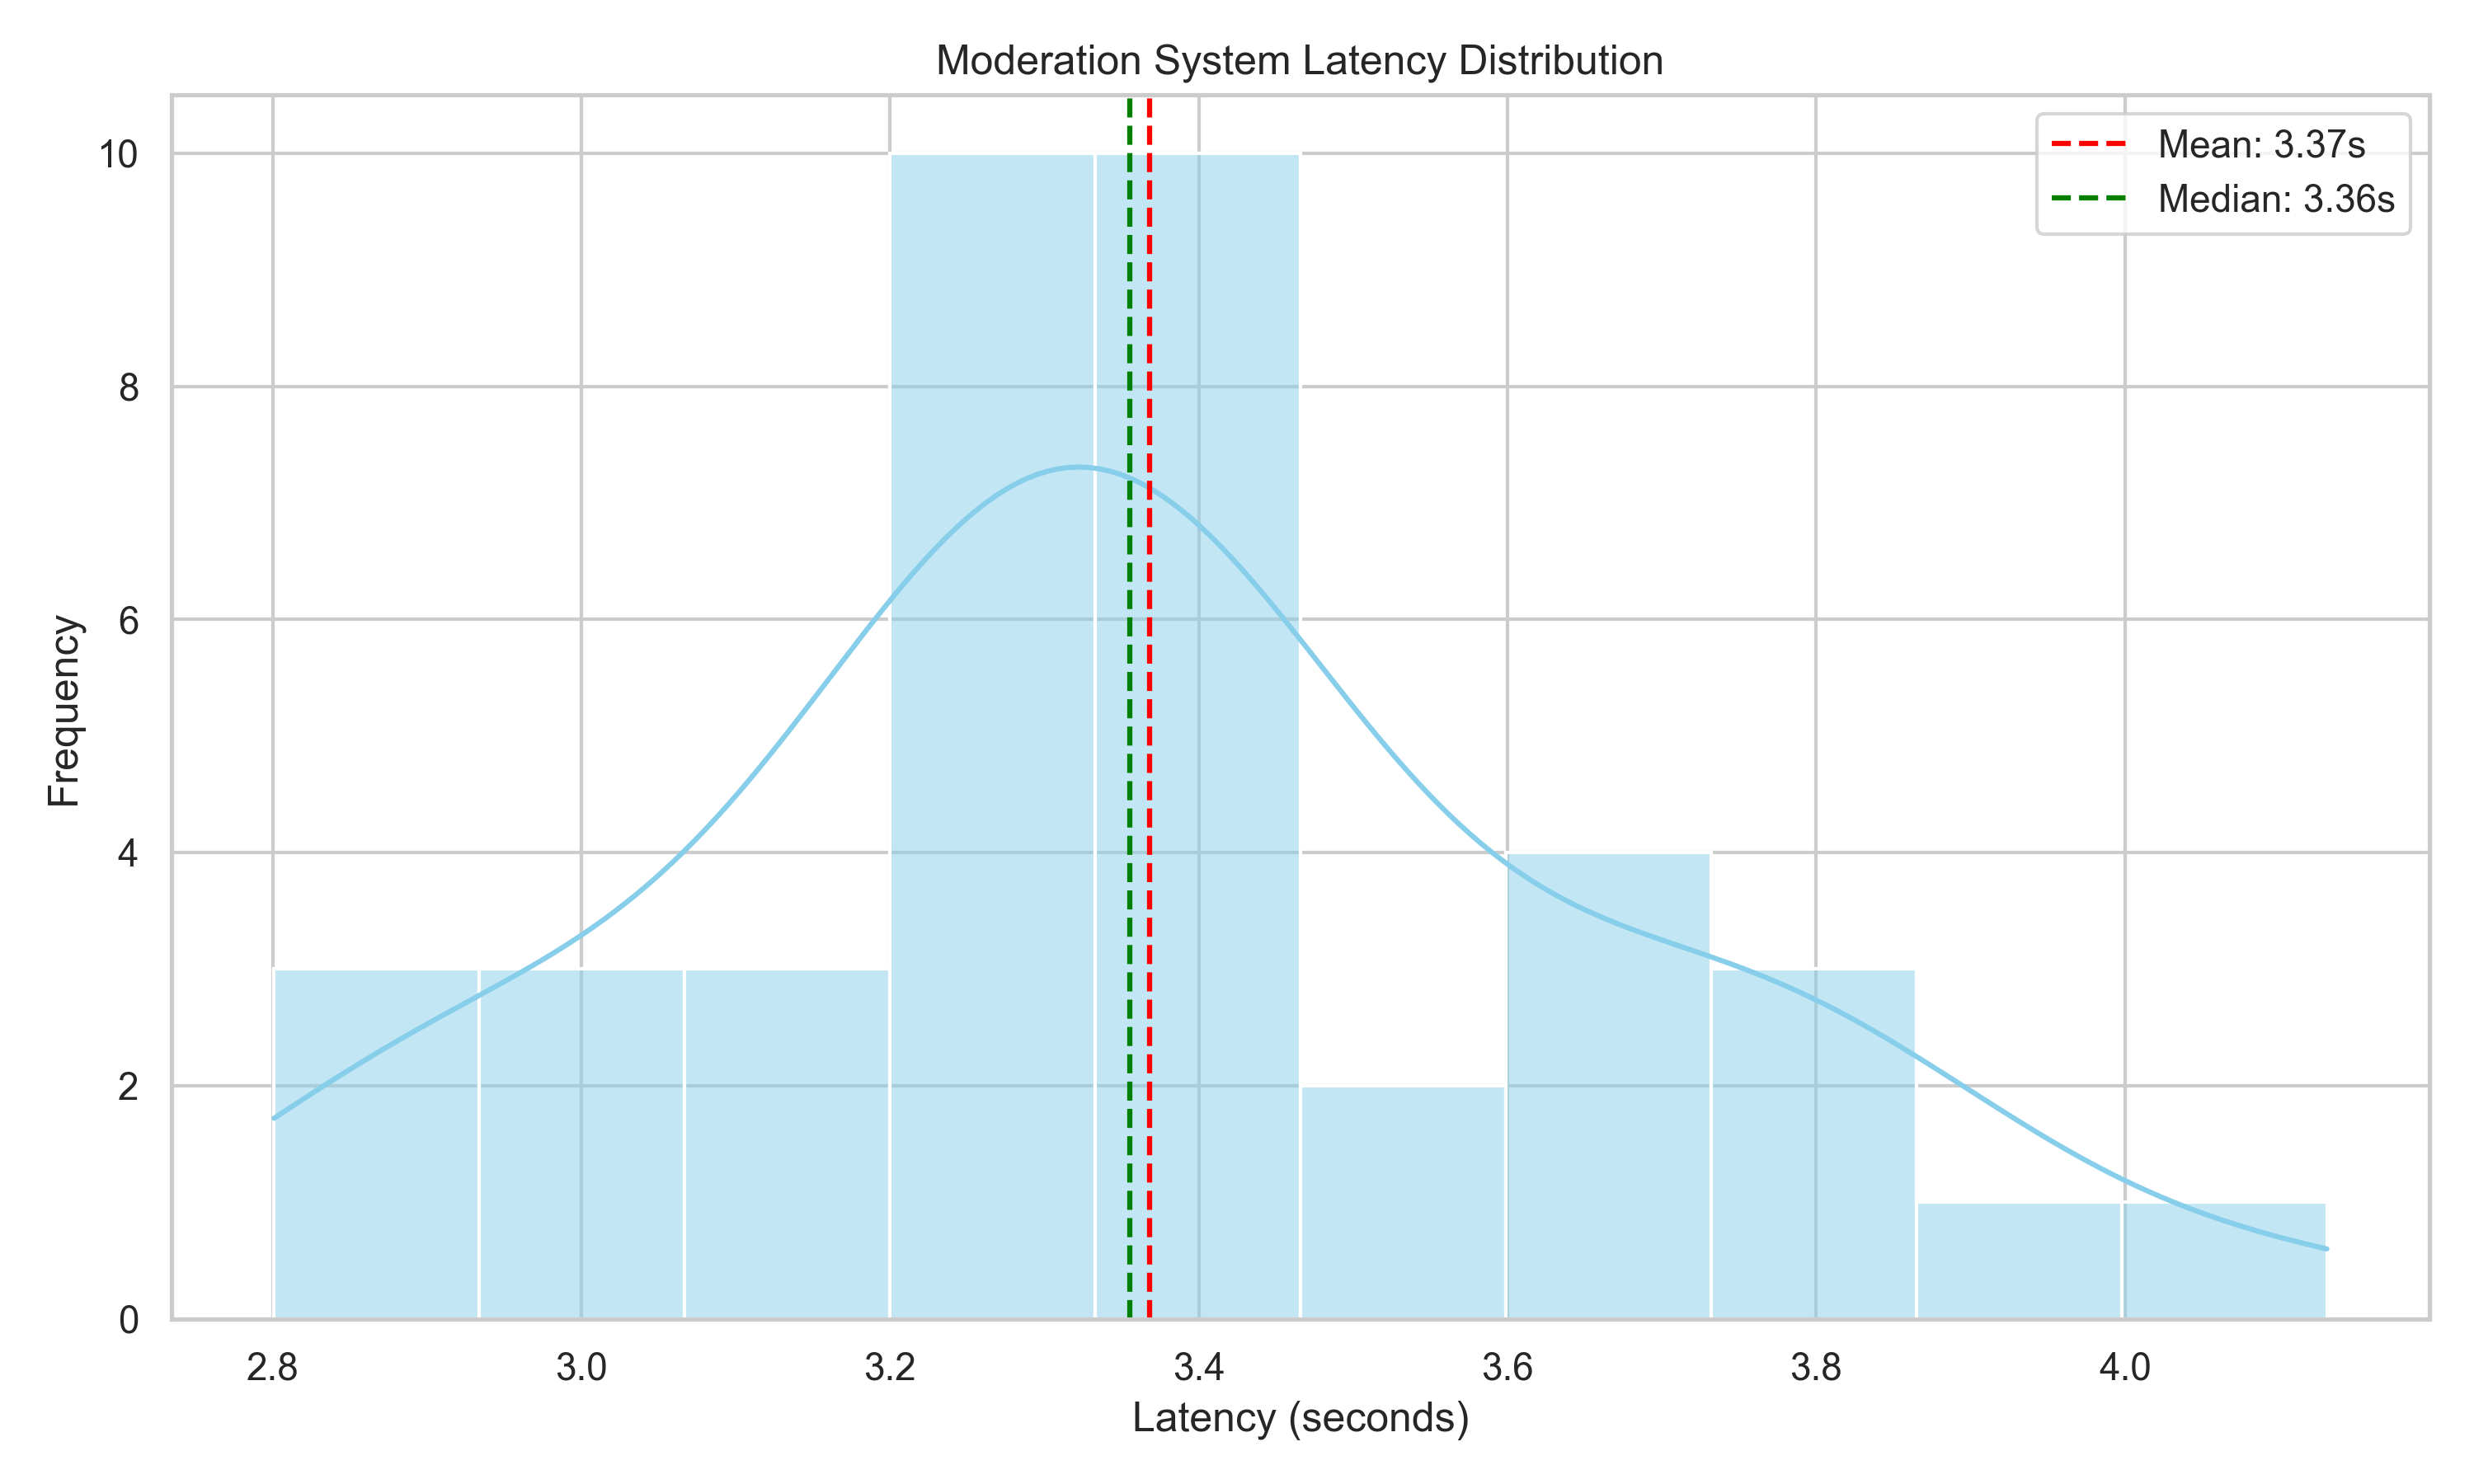 Moderation System Latency Distribution
Mean: 3.37s
Median: 3.36s
Frequency
10
8
6
4
2
0
2.8 3.0 3.2 3.4 3.6 3.8 4.0
Latency (seconds)